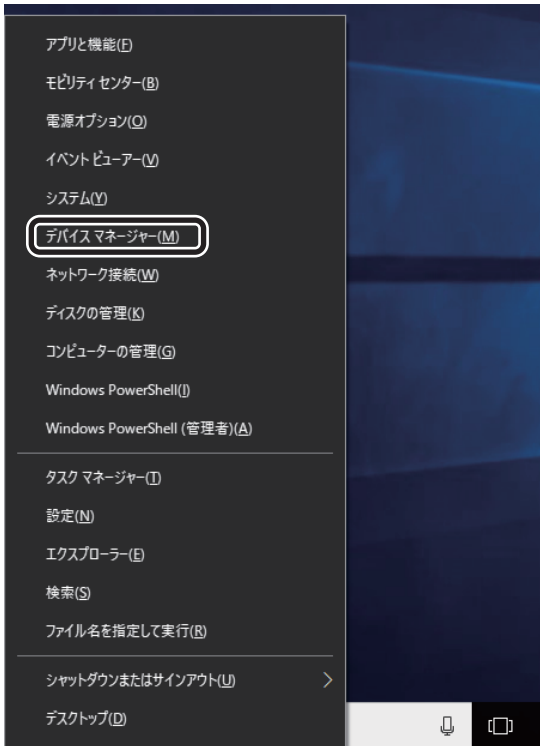 アプリと機能(F)
モビリティ センター(B)
電源オプション(O)
イベント ビューアー(V)
システム(Y)
デバイス マネージャー(M)
ネットワーク接続(W)
ディスクの管理(K)
コンピューターの管理(G)
Windows PowerShell(I)
Windows PowerShell (管理者)(A)
タスク マネージャー(T)
設定(N)
エクスプローラー(E)
検索(S)
ファイル名を指定して実行(R)
シャットダウンまたはサインアウト(U)
デスクトップ(D)